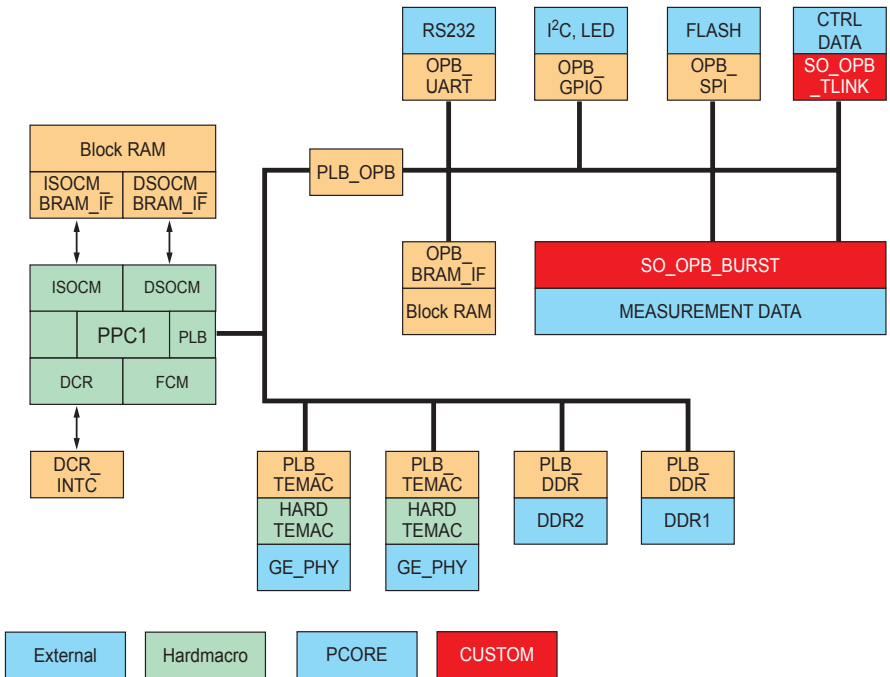 RS232
OPB_
UART
I²C, LED
OPB_
GPIO
FLASH
OPB_
SPI
CTRL
DATA
SO_OPB
_TLINK
Block RAM
ISOCM_
BRAM_IF
DSOCM_
BRAM_IF
PLB_OPB
ISOCM
DSOCM
PPC1
PLB
DCR
FCM
DCR_
INTC
OPB_
BRAM_IF
Block RAM
SO_OPB_BURST
MEASUREMENT DATA
PLB_
TEMAC
HARD
TEMAC
GE_PHY
PLB_
TEMAC
HARD
TEMAC
GE_PHY
PLB_
DDR
DDR2
PLB_
DDR
DDR1
External
Hardmacro
PCORE
CUSTOM